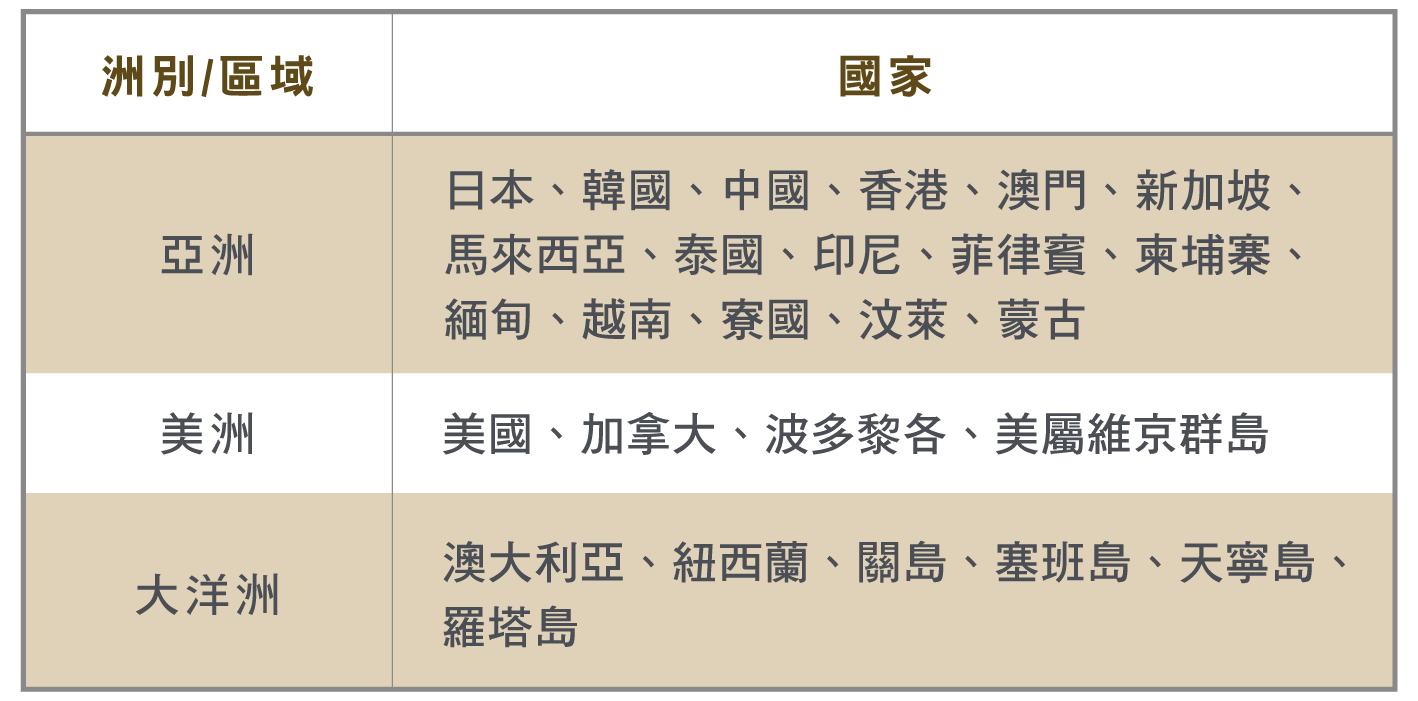 洲別/區域
國家
亞洲
日本、韓國、中國、香港、澳門、新加坡、
馬來西亞、泰國、印尼、菲律賓、柬埔寨、
緬甸、越南、寮國、汶萊、蒙古
美洲
美國、加拿大、波多黎各、美屬維京群島
大洋洲
澳大利亞、紐西蘭、關島、塞班島、天寧島、
羅塔島